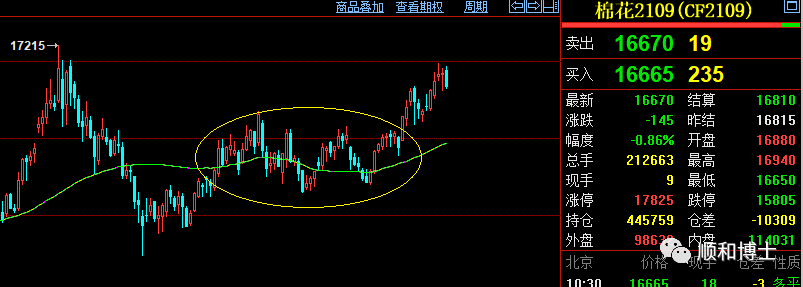 商品叠加 查看期权 周期
棉花2109(CF2109)
17215
卖出 16670 19
买入 16665 235
最新 16670 结算 16810
涨跌 -145 昨结 16815
幅度 -0.86% 开盘 16880
总手 212663 最高 16940
现手 9 最低 16650
涨停 17825 跌停 15805
持仓 445759 仓差 -10309
外盘 9863 内盘 114031
顺和博士
北京 价格 现手 仓差 性质
10:30 16665 18 -3 多平